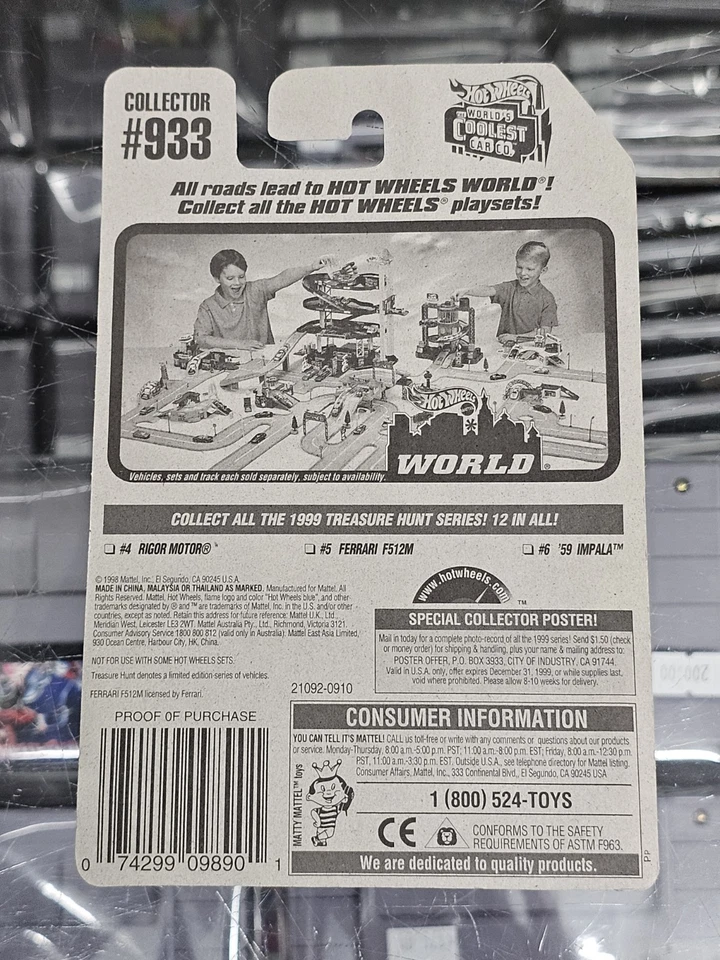 COLLECTOR
#933
HOT WHEELS
WORLD'S
COOLEST
CAR CO.
All roads lead to HOT WHEELS WORLD®!
Collect all the HOT WHEELS® playsets!
HOT WHEELS
WORLD®
Vehicles, sets and track each sold separately, subject to availability.
COLLECT ALL THE 1999 TREASURE HUNT SERIES! 12 IN ALL!
❏ #4 RIGOR MOTOR® ❏ #5 FERRARI F512M ❏ #6 '59 IMPALA™
© 1998 Mattel, Inc., El Segundo, CA 90245 U.S.A.
MADE IN CHINA, MALAYSIA OR THAILAND AS MARKED. Manufactured for Mattel. All
Rights Reserved. Mattel, Hot Wheels, flame logo and color "Hot Wheels blue", and other
trademarks designated by ® and ™ are trademarks of Mattel, Inc. in the U.S. and/or other
countries, except as noted. Retain this address for future reference: Mattel U.K., Ltd.,
Meridian West, Leicester LE3 2WT. Mattel Australia Pty., Ltd., Richmond, Victoria 3121.
Consumer Advisory Service 1800 800 812 (valid only in Australia). Mattel East Asia Limited,
930 Ocean Centre, Harbour City, HK, China.
NOT FOR USE WITH SOME HOT WHEELS SETS.
Treasure Hunt denotes a limited edition-series of vehicles.
FERRARI F512M licensed by Ferrari.
21092-0910
www.hotwheels.com
™
SPECIAL COLLECTOR POSTER!
Mail in today for a complete photo-record of all the 1999 series! Send $1.50 (check
or money order) for shipping & handling, plus your name & mailing address to:
POSTER OFFER, P.O. BOX 3933, CITY OF INDUSTRY, CA 91744.
Valid in U.S.A. only, offer expires December 31, 1999, or while supplies last,
void where prohibited. Please allow 8-10 weeks for delivery.
PROOF OF PURCHASE
0 74299 09890 1
CONSUMER INFORMATION
YOU CAN TELL IT'S MATTEL! CALL us toll-free or write with any comments or questions about our products
or service. Monday-Thursday, 8:00 a.m.-5:00 p.m. PST; 11:00 a.m.-8:00 p.m. EST; Friday, 8:00 a.m.-12:30 p.m.
PST, 11:00 a.m.-3:30 p.m. EST. Outside U.S.A., see telephone directory for Mattel listing.
Consumer Affairs, Mattel, Inc., 333 Continental Blvd., El Segundo, CA 90245 USA
MATTY MATTEL™ toys
1 (800) 524-TOYS
CE
CONFORMS TO THE SAFETY
REQUIREMENTS OF ASTM F963.
We are dedicated to quality products.
PP